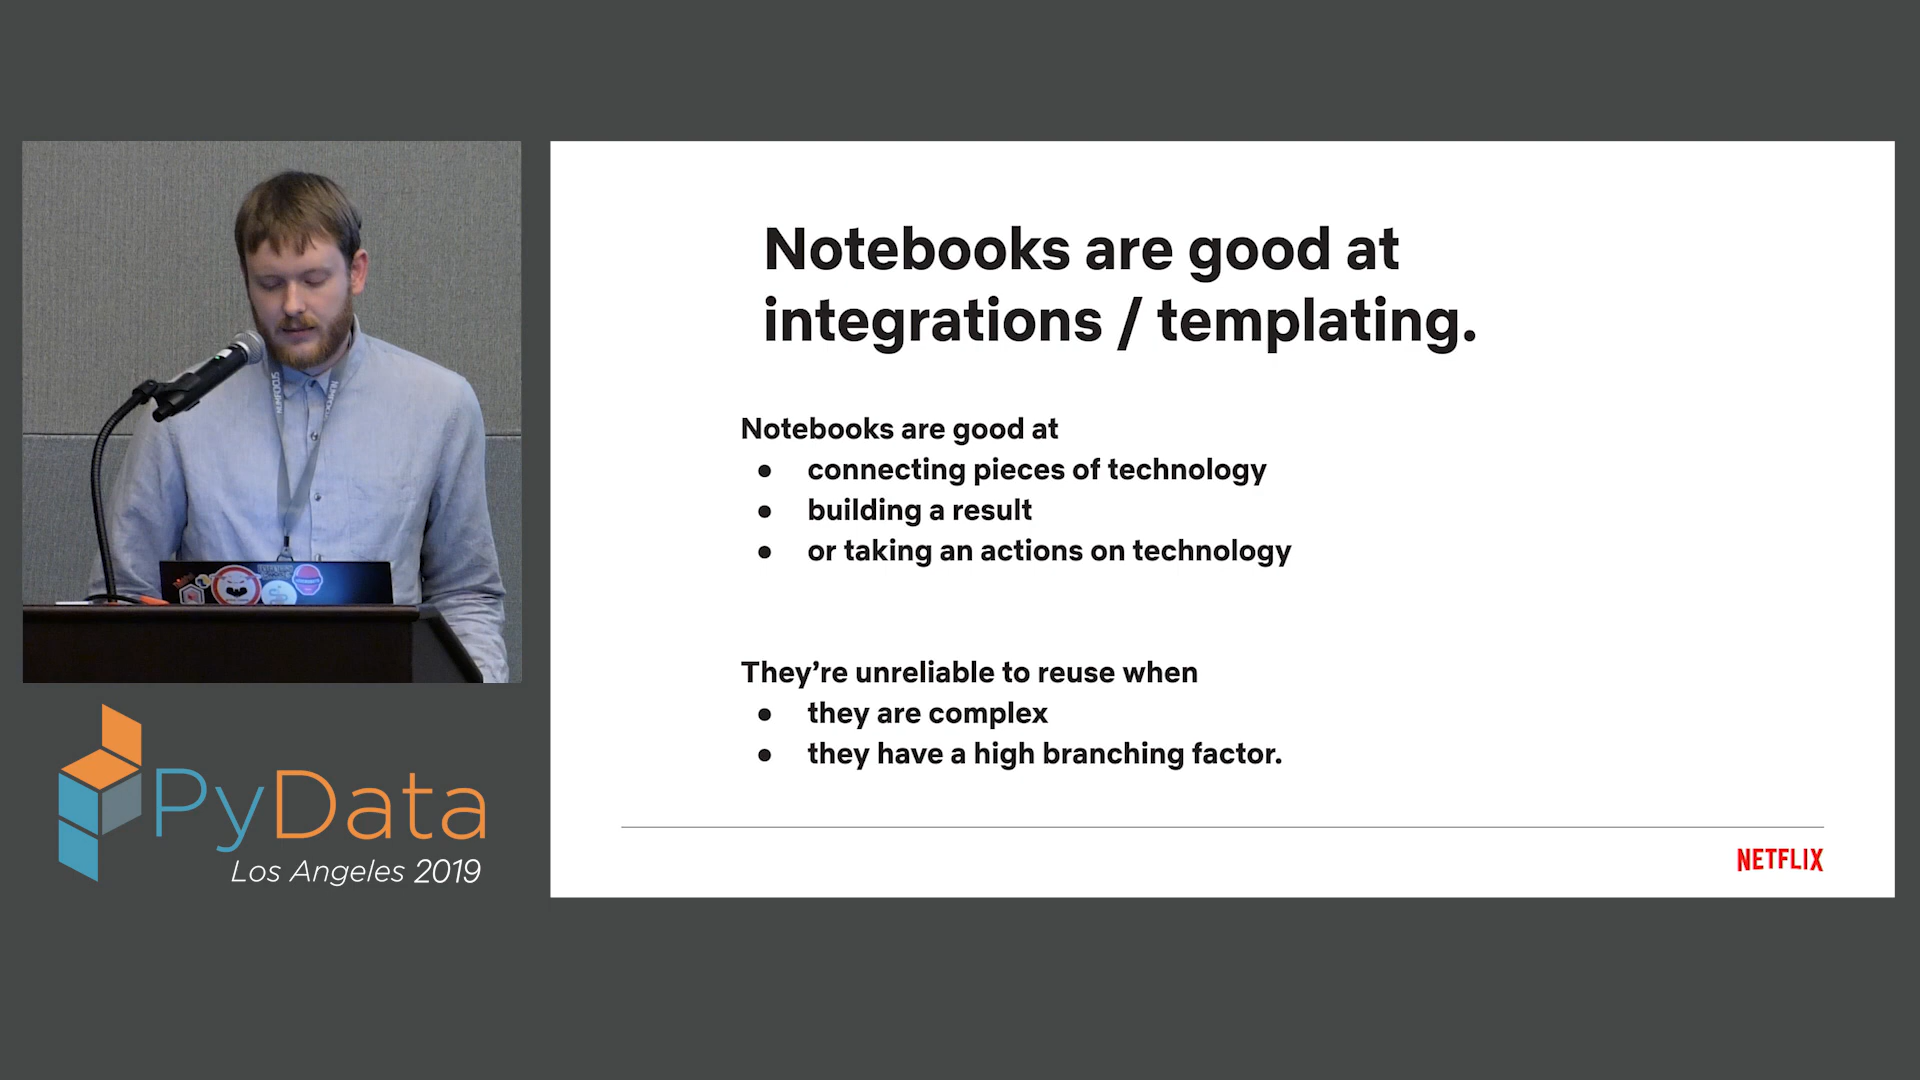 Notebooks are good at
integrations / templating.
Notebooks are good at
● connecting pieces of technology
● building a result
● or taking an actions on technology
They're unreliable to reuse when
● they are complex
● they have a high branching factor.
NETFLIX
NUMFOCUS
PyData
Los Angeles 2019